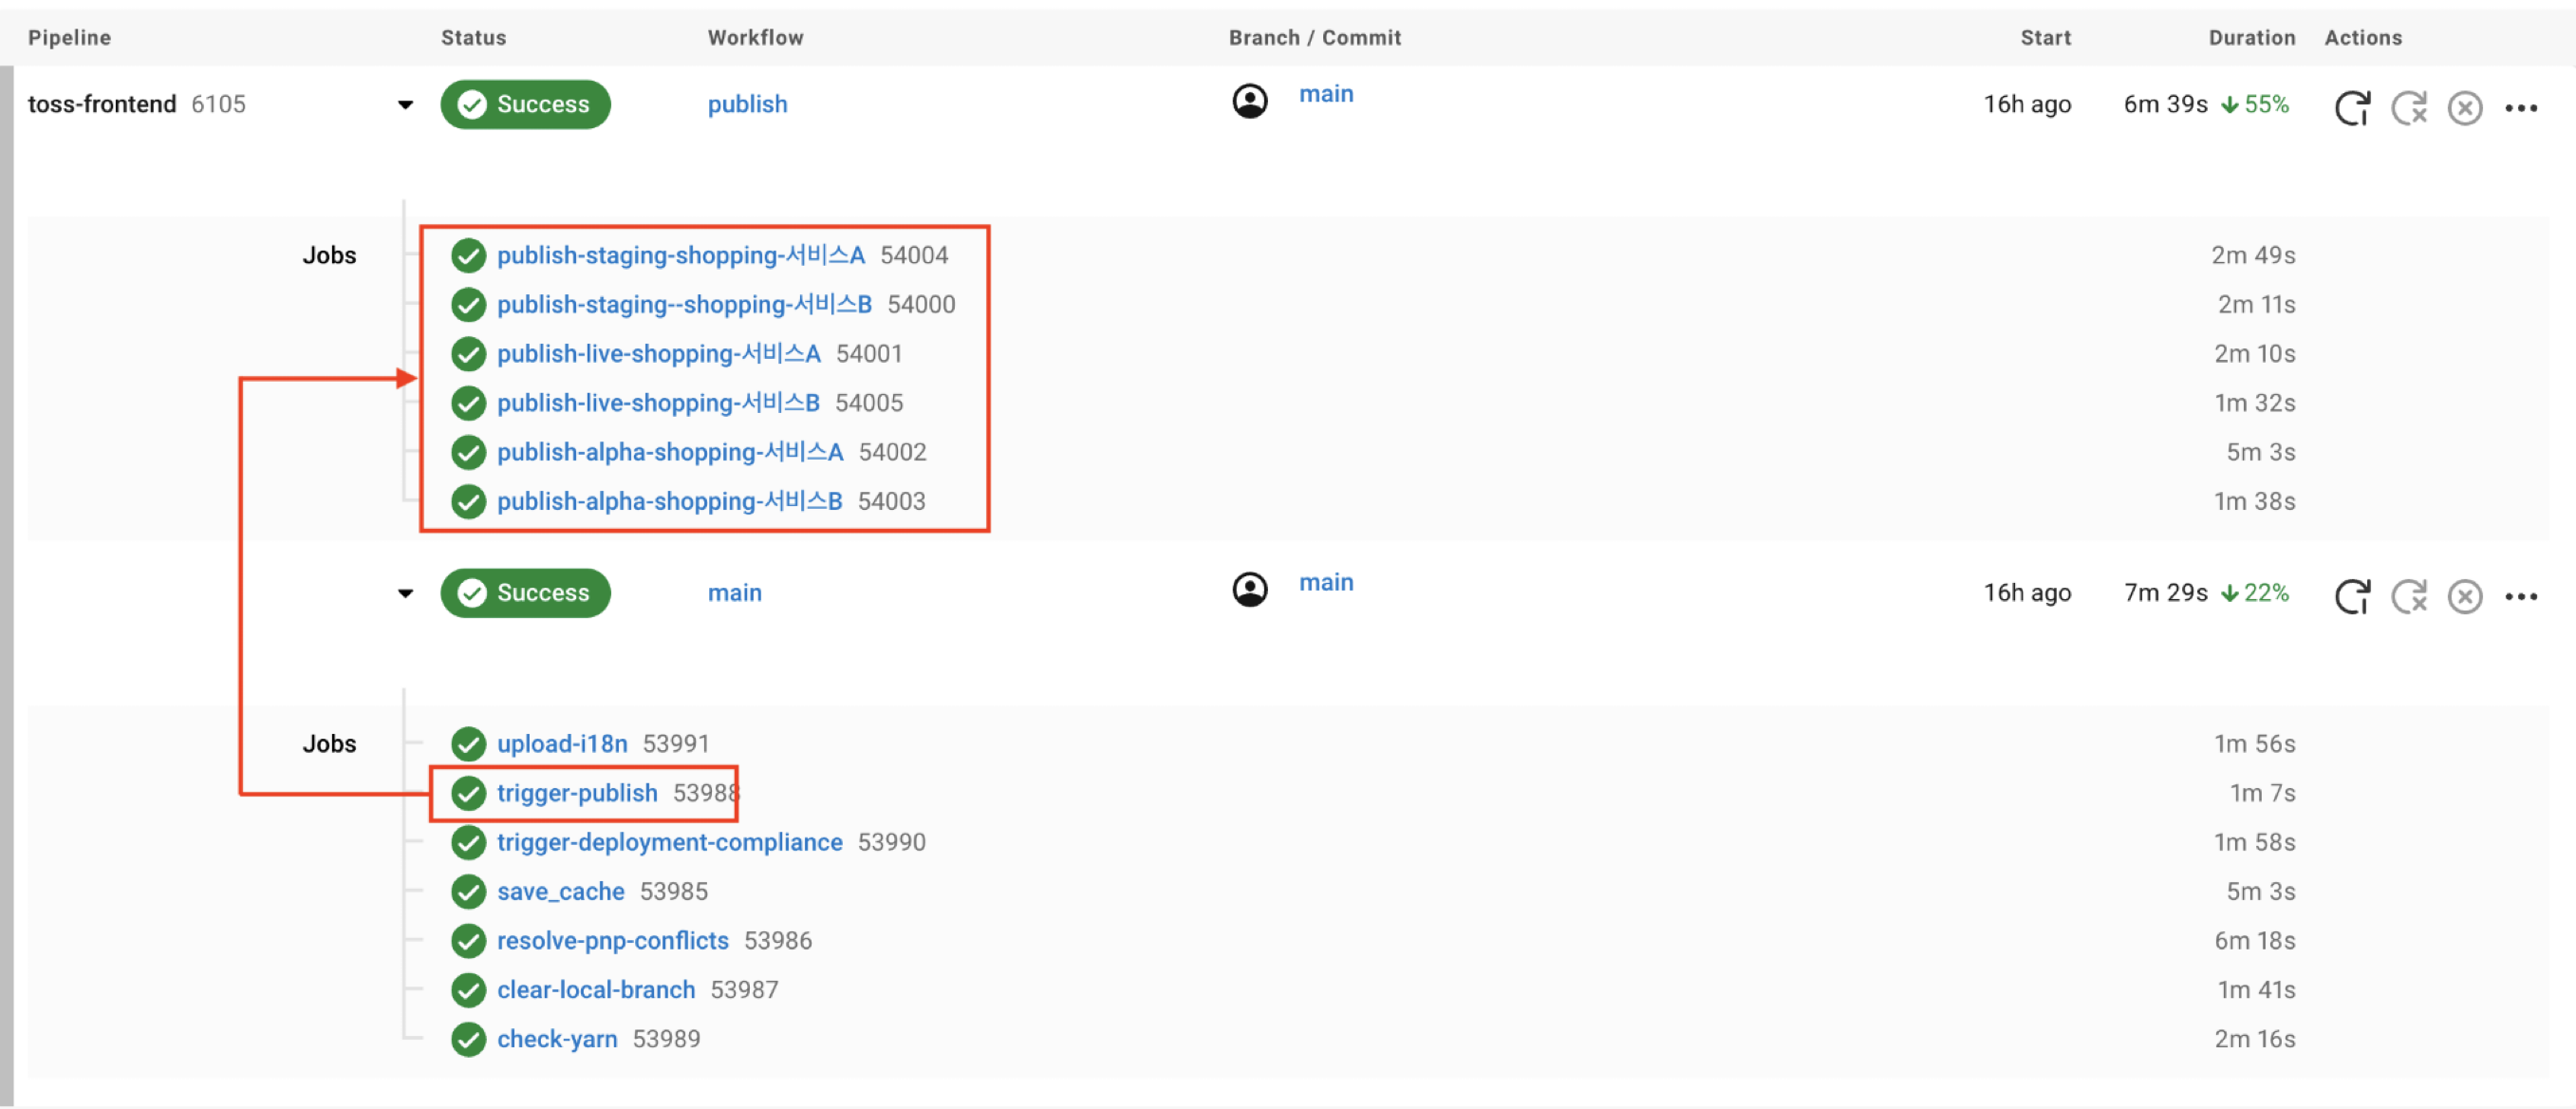 Pipeline Status Workflow Branch / Commit Start Duration Actions
toss-frontend 6105 Success publish main 16h ago 6m 39s 55%
Jobs publish-staging-shopping-서비스A 54004 2m 49s
publish-staging--shopping-서비스B 54000 2m 11s
publish-live-shopping-서비스A 54001 2m 10s
publish-live-shopping-서비스B 54005 1m 32s
publish-alpha-shopping-서비스A 54002 5m 3s
publish-alpha-shopping-서비스B 54003 1m 38s
Success main main 16h ago 7m 29s 22%
Jobs upload-i18n 53991 1m 56s
trigger-publish 53988 1m 7s
trigger-deployment-compliance 53990 1m 58s
save_cache 53985 5m 3s
resolve-pnp-conflicts 53986 6m 18s
clear-local-branch 53987 1m 41s
check-yarn 53989 2m 16s